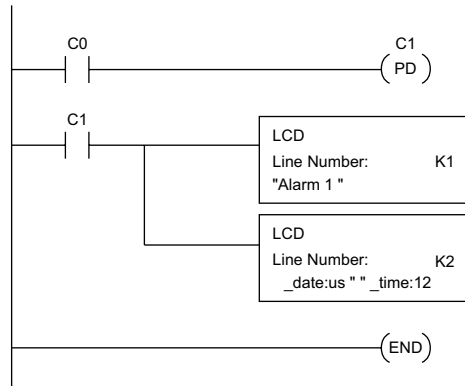 C0 C1
PD
C1
LCD
Line Number: K1
"Alarm 1 "
LCD
Line Number: K2
_date:us " " _time:12
END